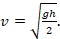 v = √(gh/2).